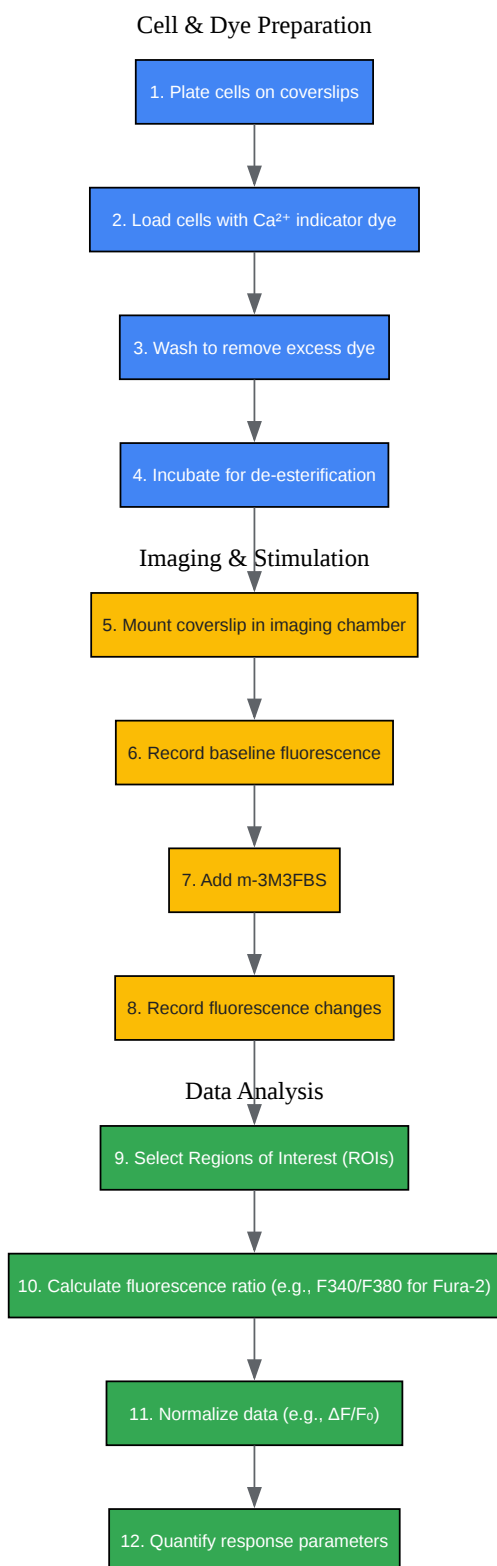 Cell & Dye Preparation
1. Plate cells on coverslips
2. Load cells with Ca²⁺ indicator dye
3. Wash to remove excess dye
4. Incubate for de-esterification
Imaging & Stimulation
5. Mount coverslip in imaging chamber
6. Record baseline fluorescence
7. Add m-3M3FBS
8. Record fluorescence changes
Data Analysis
9. Select Regions of Interest (ROIs)
10. Calculate fluorescence ratio (e.g., F340/F380 for Fura-2)
11. Normalize data (e.g., ΔF/F₀)
12. Quantify response parameters